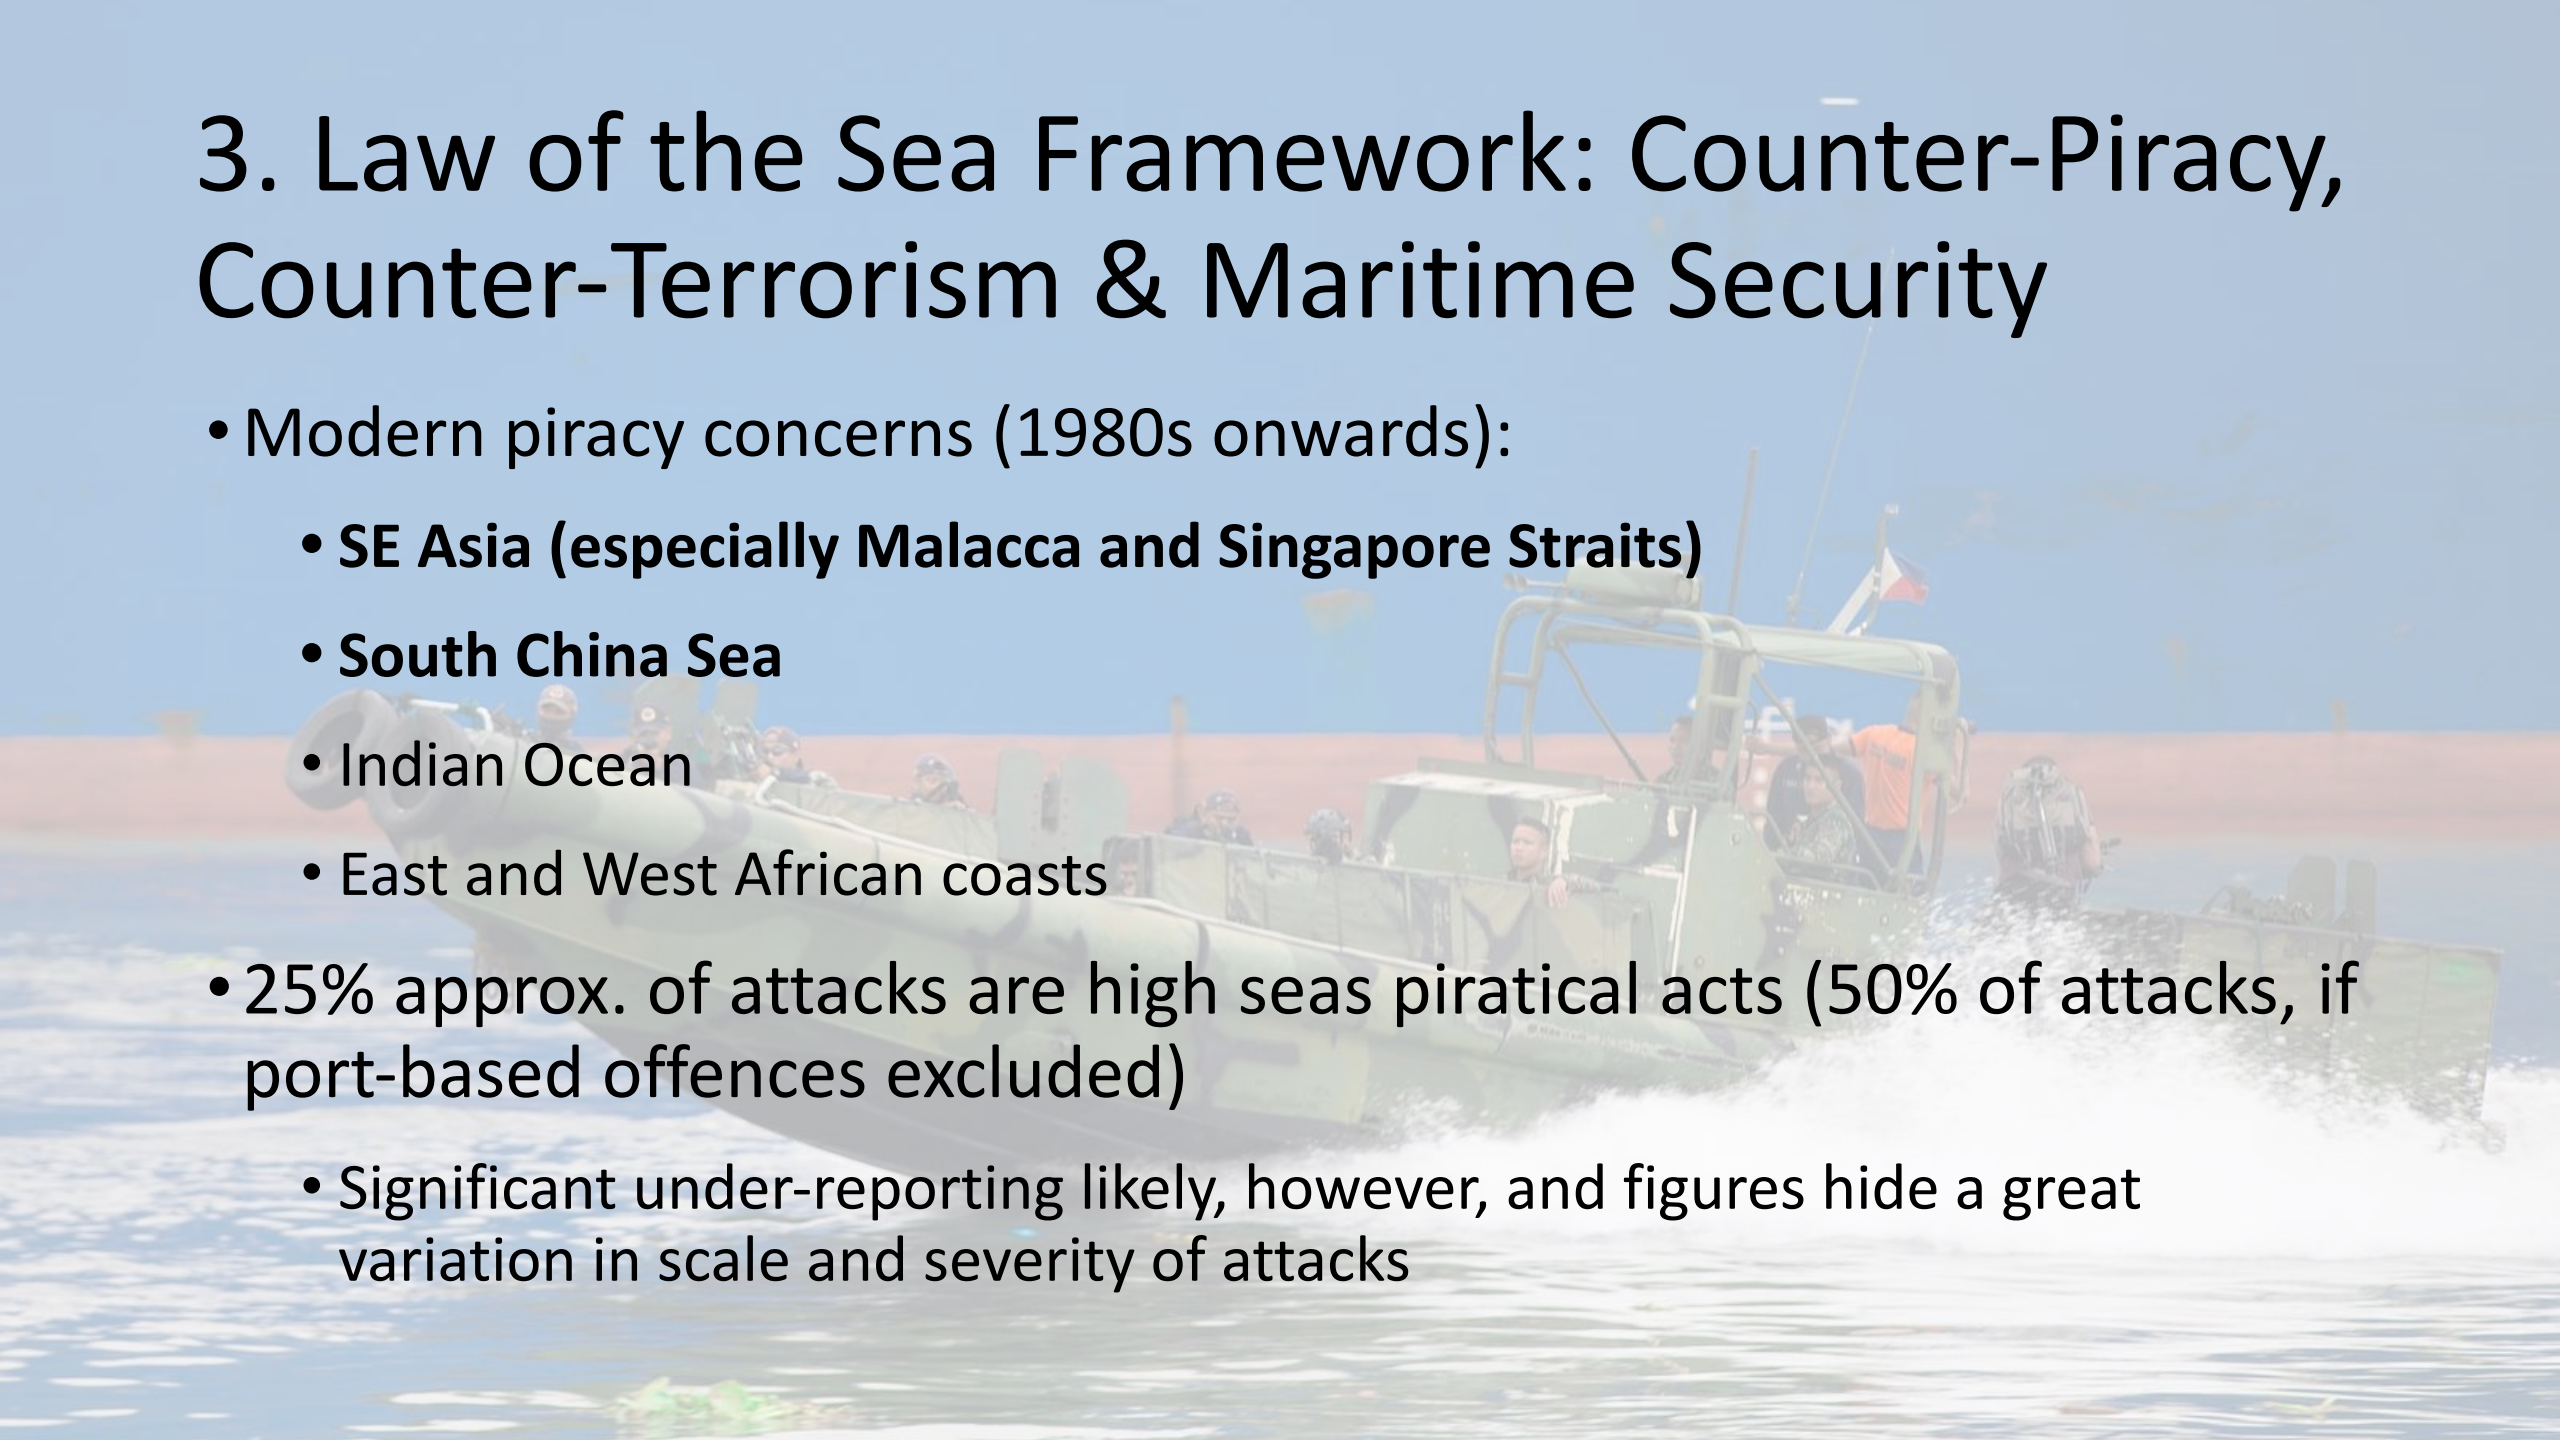 3. Law of the Sea Framework: Counter-Piracy,
Counter-Terrorism & Maritime Security
• Modern piracy concerns (1980s onwards):
• SE Asia (especially Malacca and Singapore Straits)
• South China Sea
• Indian Ocean
• East and West African coasts
• 25% approx. of attacks are high seas piratical acts (50% of attacks, if
port-based offences excluded)
• Significant under-reporting likely, however, and figures hide a great
variation in scale and severity of attacks